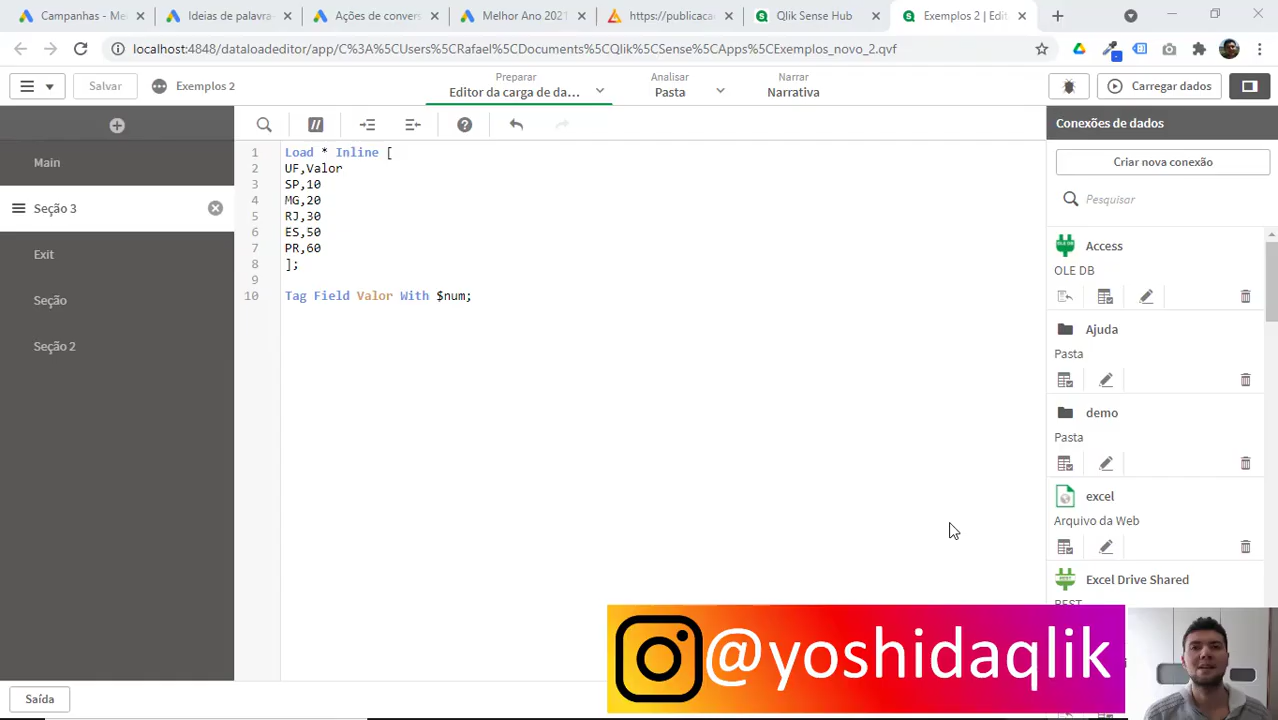 Campanhas - Mel
Ideias de palavra-
Ações de convers
Melhor Ano 2021
https://publicaca
Qlik Sense Hub
Exemplos 2 | Edit
localhost:4848/dataloadeditor/app/C%3A%5CUsers%5CRafael%5CDocuments%5CQlik%5CSense%5CApps%5CExemplos_novo_2.qvf
Salvar
Exemplos 2
Preparar
Editor da carga de da...
Analisar
Pasta
Narrar
Narrativa
Carregar dados
Main
Seção 3
Exit
Seção
Seção 2
Saída
1 Load * Inline [
2 UF,Valor
3 SP,10
4 MG,20
5 RJ,30
6 ES,50
7 PR,60
8 ];
9
10 Tag Field Valor With $num;
Conexões de dados
Criar nova conexão
Pesquisar
Access
OLE DB
Ajuda
Pasta
demo
Pasta
excel
Arquivo da Web
Excel Drive Shared
REST
@yoshidaqlik